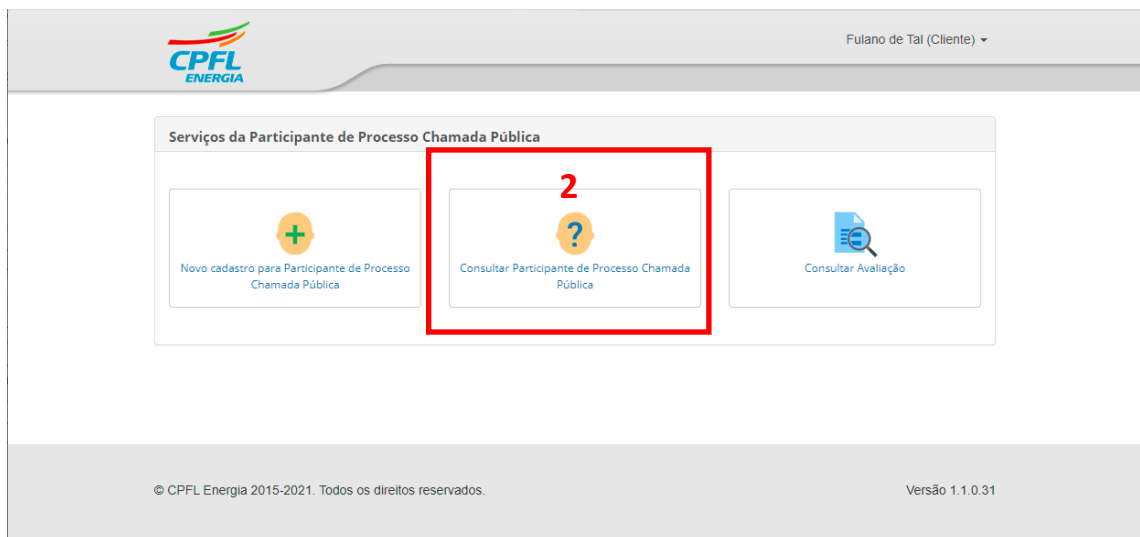 CPFL
ENERGIA
Fulano de Tal (Cliente)
Serviços da Participante de Processo Chamada Pública
2
Novo cadastro para Participante de Processo
Chamada Pública
Consultar Participante de Processo Chamada
Pública
Consultar Avaliação
© CPFL Energia 2015-2021. Todos os direitos reservados.
Versão 1.1.0.31